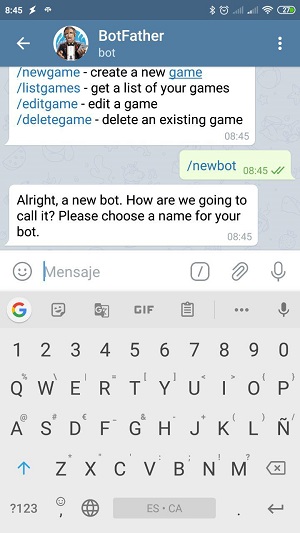 8:45
27
BotFather
bot
/newgame - create a new game
/listgames - get a list of your games
/editgame - edit a game
/deletegame - delete an existing game
08:45
/newbot 08:45
Alright, a new bot. How are we going to
call it? Please choose a name for your
bot.
08:45
Mensaje
/
G GIF
1 2 3 4 5 6 7 8 9 0
Q% W^ E| R= T[ Y] U< I> O{ P}
A@ S# D€ F_ G& H- J+ K( L) Ñ/
Z* X" C' V: B; N! M?
?123 , ES • CA .